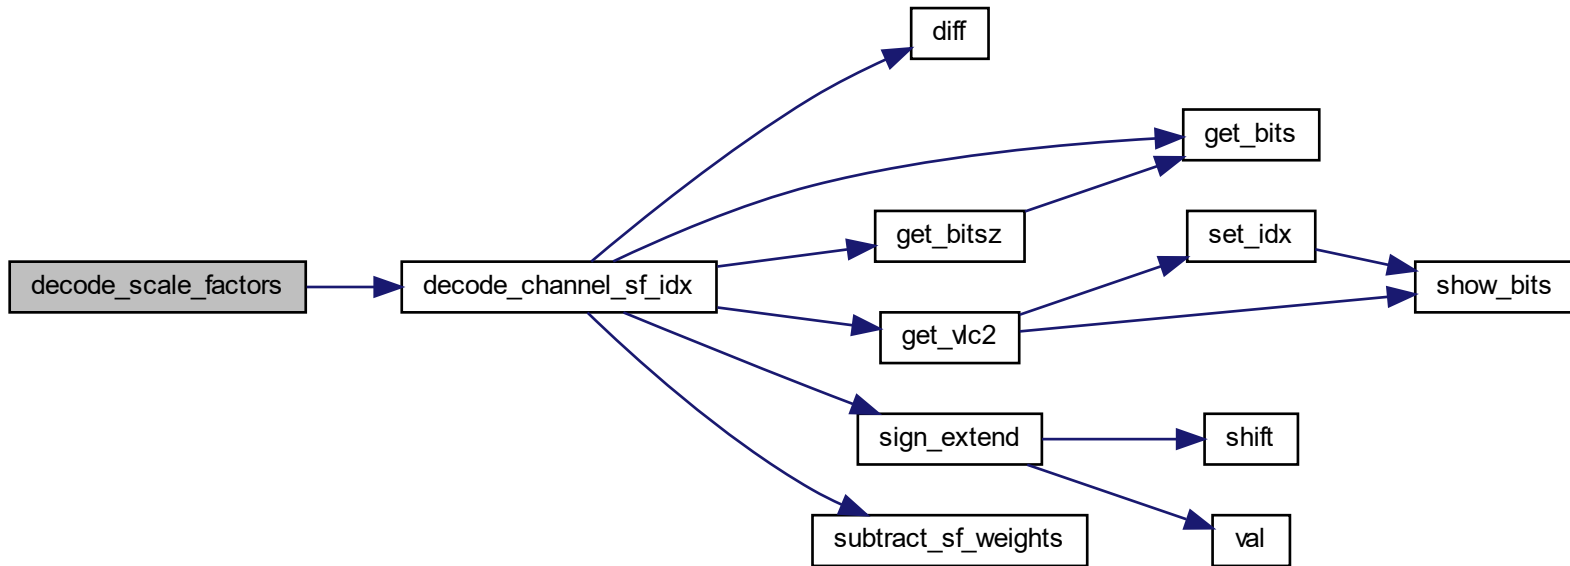 diff
get_bits
get_bitsz
set_idx
decode_scale_factors
decode_channel_sf_idx
show_bits
get_vlc2
sign_extend
shift
subtract_sf_weights
val